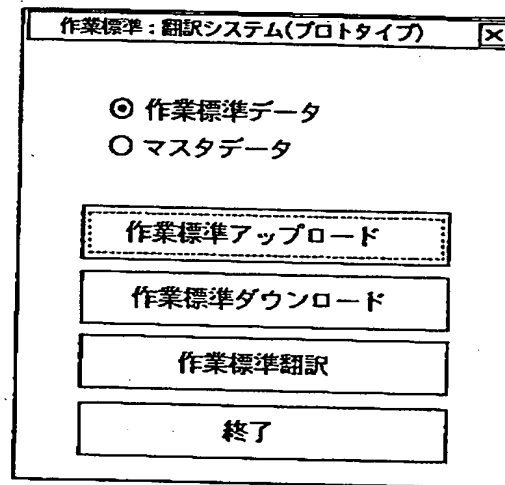 作業標準：翻訳システム(プロトタイプ)
作業標準データ
マスタデータ
作業標準アップロード
作業標準ダウンロード
作業標準翻訳
終了